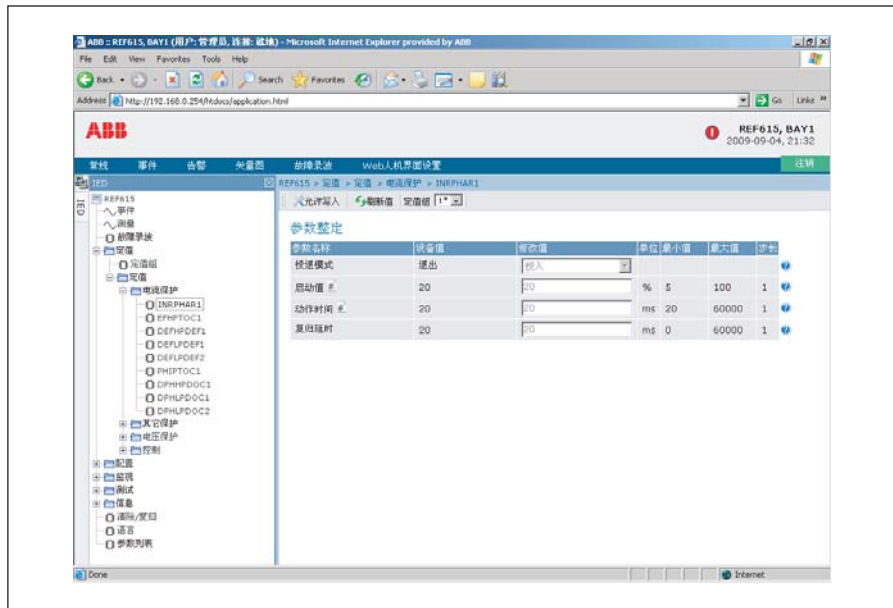 ABB :: REF615, BAY1 (用户: 管理员, 连接: 就地) - Microsoft Internet Explorer provided by ABB
File Edit View Favorites Tools Help
Back Search Favorites
Address http://192.168.0.254/htdocs/application.html Go Links »
ABB
REF615, BAY1
2009-09-04, 21:32
常规 事件 告警 矢量图 故障录波 Web人机界面设置 注销
IED
IED
REF615 > 定值 > 定值 > 电流保护 > INRPHAR1
允许写入 刷新值 定值组 1*
参数整定
参数名称 设备值 修改值 单位 最小值 最大值 步长
投退模式 退出 投入
启动值 # 20 20 % 5 100 1
动作时间 # 20 20 ms 20 60000 1
复归延时 20 20 ms 0 60000 1
REF615
事件
测量
故障录波
定值
定值组
定值
电流保护
INRPHAR1
EFHPTOC1
DEFHPDEF1
DEFLPDEF1
DEFLPDEF2
PHIPTOC1
DPHHPDOC1
DPHLPDOC1
DPHLPDOC2
其它保护
电压保护
控制
配置
监视
测试
信息
清除/复归
语言
参数列表
Done Internet